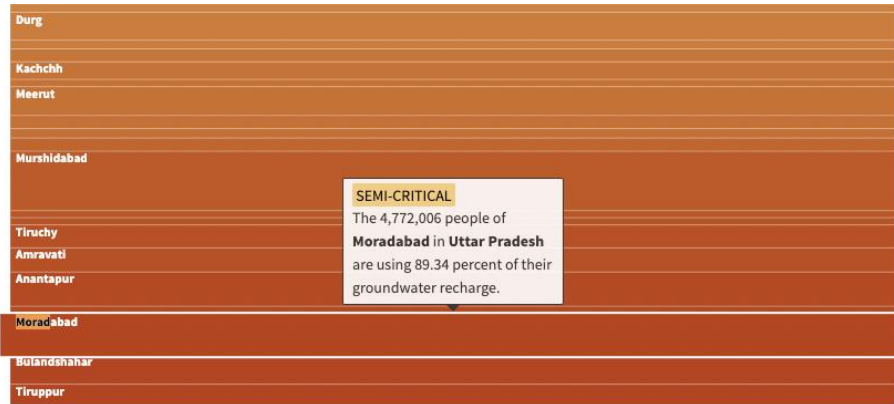 Durg
Kachchh
Meerut
Murshidabad
SEMI-CRITICAL
The 4,772,006 people of
Moradabad in Uttar Pradesh
are using 89.34 percent of their
groundwater recharge.
Tiruchy
Amravati
Anantapur
Moradabad
Bulandshahar
Tiruppur